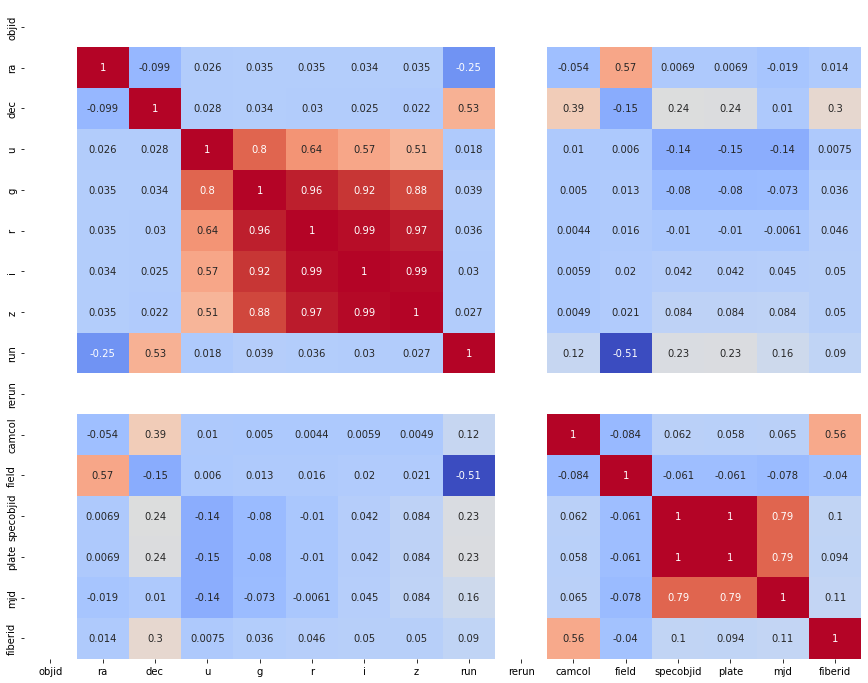 objid
ra 1 -0.099 0.026 0.035 0.035 0.034 0.035 -0.25 -0.054 0.57 0.0069 0.0069 -0.019 0.014
dec -0.099 1 0.028 0.034 0.03 0.025 0.022 0.53 0.39 -0.15 0.24 0.24 0.01 0.3
u 0.026 0.028 1 0.8 0.64 0.57 0.51 0.018 0.01 0.006 -0.14 -0.15 -0.14 0.0075
g 0.035 0.034 0.8 1 0.96 0.92 0.88 0.039 0.005 0.013 -0.08 -0.08 -0.073 0.036
r 0.035 0.03 0.64 0.96 1 0.99 0.97 0.036 0.0044 0.016 -0.01 -0.01 -0.0061 0.046
i 0.034 0.025 0.57 0.92 0.99 1 0.99 0.03 0.0059 0.02 0.042 0.042 0.045 0.05
z 0.035 0.022 0.51 0.88 0.97 0.99 1 0.027 0.0049 0.021 0.084 0.084 0.084 0.05
run -0.25 0.53 0.018 0.039 0.036 0.03 0.027 1 0.12 -0.51 0.23 0.23 0.16 0.09
rerun
camcol -0.054 0.39 0.01 0.005 0.0044 0.0059 0.0049 0.12 1 -0.084 0.062 0.058 0.065 0.56
field 0.57 -0.15 0.006 0.013 0.016 0.02 0.021 -0.51 -0.084 1 -0.061 -0.061 -0.078 -0.04
specobjid 0.0069 0.24 -0.14 -0.08 -0.01 0.042 0.084 0.23 0.062 -0.061 1 1 0.79 0.1
plate 0.0069 0.24 -0.15 -0.08 -0.01 0.042 0.084 0.23 0.058 -0.061 1 1 0.79 0.094
mjd -0.019 0.01 -0.14 -0.073 -0.0061 0.045 0.084 0.16 0.065 -0.078 0.79 0.79 1 0.11
fiberid 0.014 0.3 0.0075 0.036 0.046 0.05 0.05 0.09 0.56 -0.04 0.1 0.094 0.11 1
objid ra dec u g r i z run rerun camcol field specobjid plate mjd fiberid